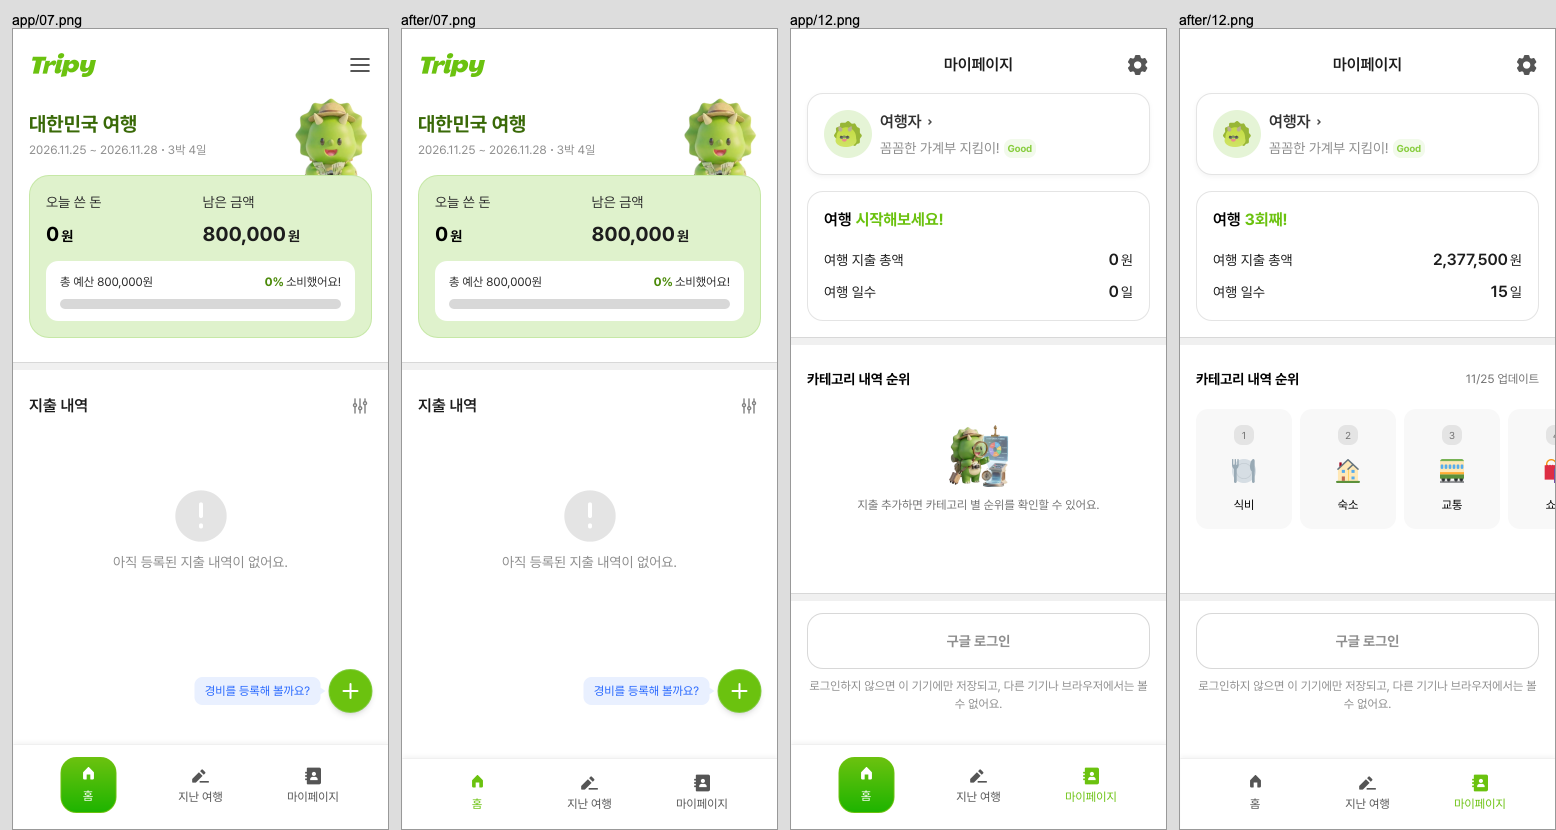 app/07.png
Tripy
대한민국 여행
2026.11.25 ~ 2026.11.28 • 3박 4일
오늘 쓴 돈
남은 금액
0원
800,000원
총 예산 800,000원
0% 소비했어요!
지출 내역
아직 등록된 지출 내역이 없어요.
경비를 등록해 볼까요?
홈
지난 여행
마이페이지
after/07.png
Tripy
대한민국 여행
2026.11.25 ~ 2026.11.28 • 3박 4일
오늘 쓴 돈
남은 금액
0원
800,000원
총 예산 800,000원
0% 소비했어요!
지출 내역
아직 등록된 지출 내역이 없어요.
경비를 등록해 볼까요?
홈
지난 여행
마이페이지
app/12.png
마이페이지
여행자 ›
꼼꼼한 가계부 지킴이! Good
여행 시작해보세요!
여행 지출 총액
0원
여행 일수
0일
카테고리 내역 순위
지출 추가하면 카테고리 별 순위를 확인할 수 있어요.
구글 로그인
로그인하지 않으면 이 기기에만 저장되고, 다른 기기나 브라우저에서는 볼
수 없어요.
홈
지난 여행
마이페이지
after/12.png
마이페이지
여행자 ›
꼼꼼한 가계부 지킴이! Good
여행 3회째!
여행 지출 총액
2,377,500원
여행 일수
15일
카테고리 내역 순위
11/25 업데이트
1
2
3
식비
숙소
교통
구글 로그인
로그인하지 않으면 이 기기에만 저장되고, 다른 기기나 브라우저에서는 볼
수 없어요.
홈
지난 여행
마이페이지